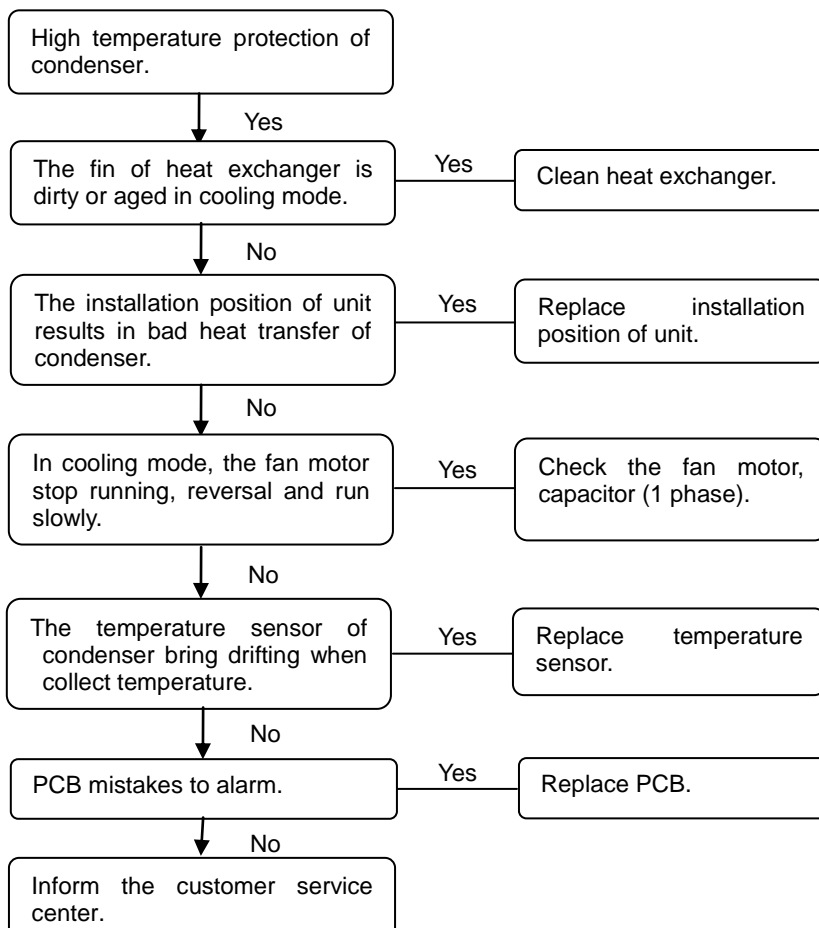 High temperature protection of
condenser.
Yes
The fin of heat exchanger is
dirty or aged in cooling mode.
Yes
Clean heat exchanger.
No
The installation position of unit
results in bad heat transfer of
condenser.
Yes
Replace installation
position of unit.
No
In cooling mode, the fan motor
stop running, reversal and run
slowly.
Yes
Check the fan motor,
capacitor (1 phase).
No
The temperature sensor of
condenser bring drifting when
collect temperature.
Yes
Replace temperature
sensor.
No
PCB mistakes to alarm.
Yes
Replace PCB.
No
Inform the customer service
center.